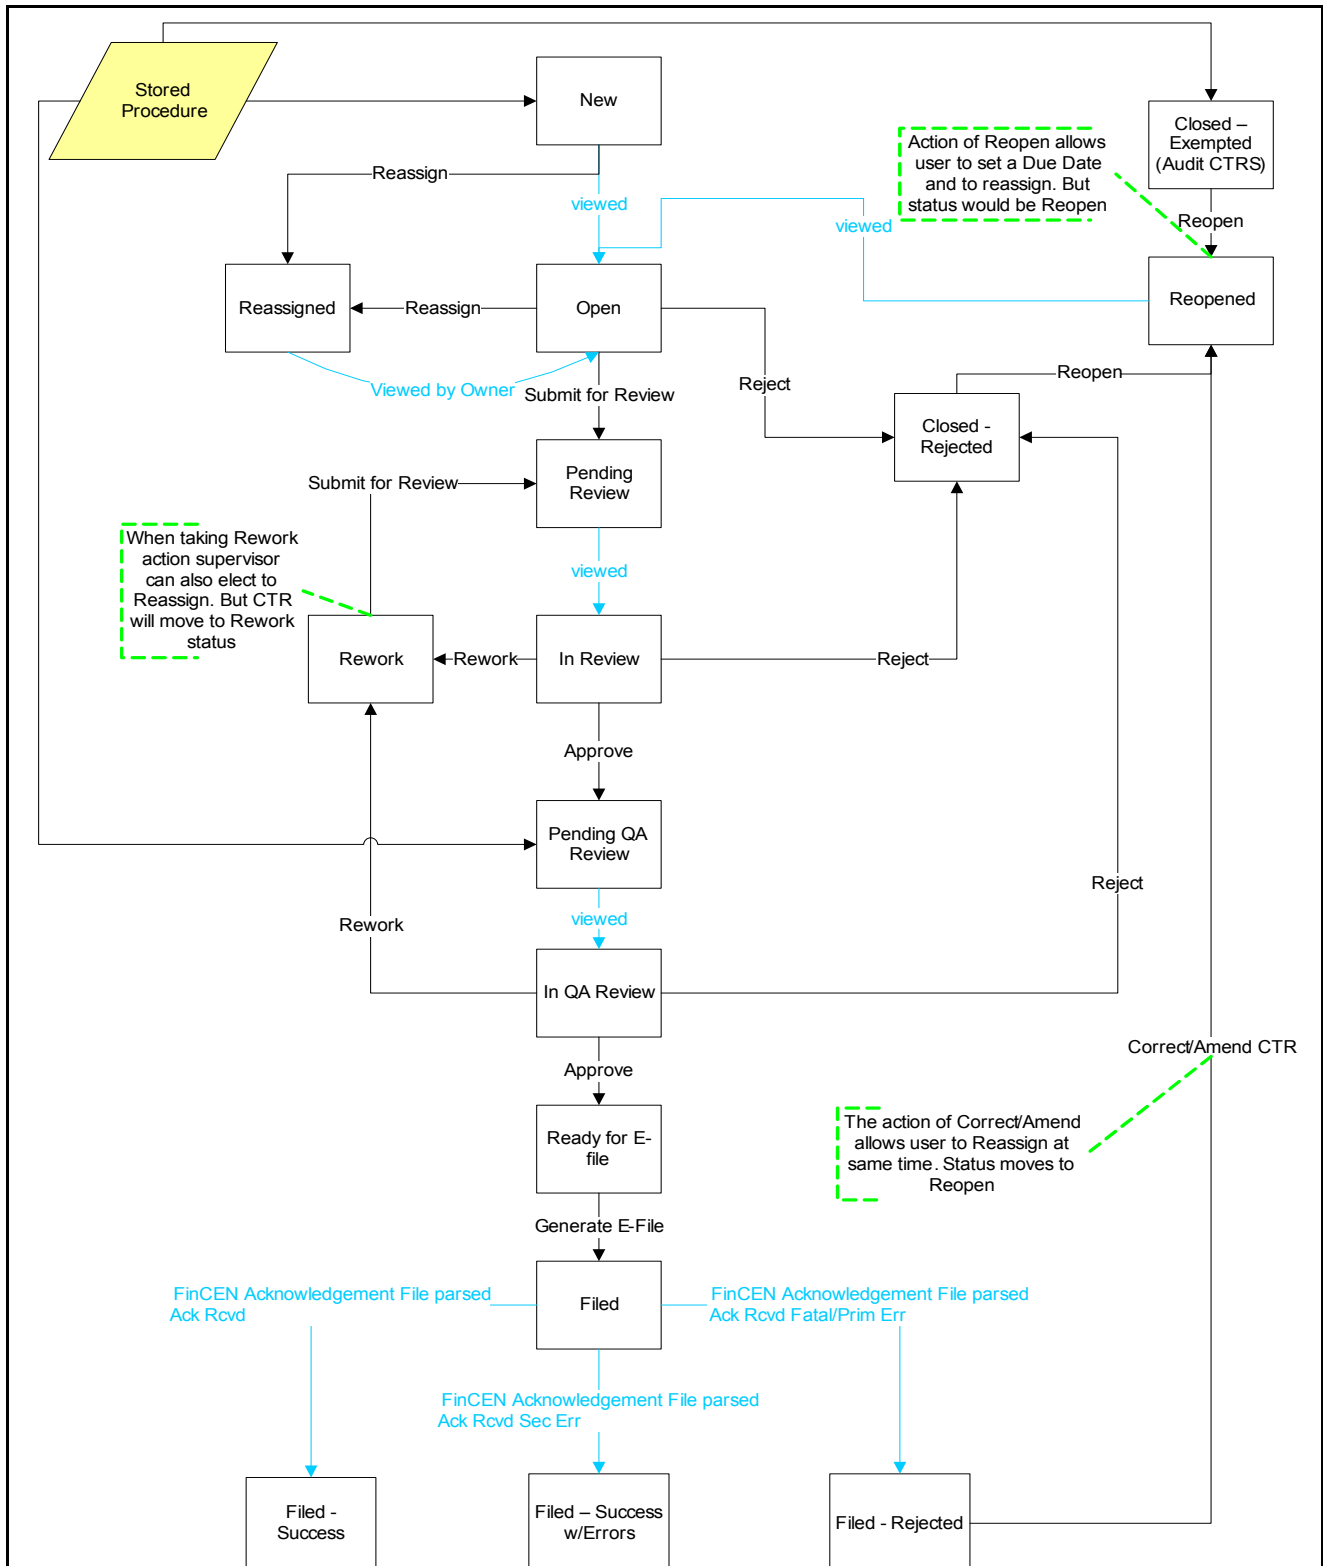 Stored
Procedure
New
Closed –
Exempted
(Audit CTRS)
Action of Reopen allows
user to set a Due Date
and to reassign. But
status would be Reopen
Reassign
viewed
viewed
Reopen
Reassigned
Reassign
Open
Reopened
Viewed by Owner
Submit for Review
Reject
Reopen
Closed -
Rejected
Submit for Review
Pending
Review
When taking Rework
action supervisor
can also elect to
Reassign. But CTR
will move to Rework
status
viewed
Rework
Rework
In Review
Reject
Approve
Pending QA
Review
Reject
viewed
Rework
In QA Review
Correct/Amend CTR
Approve
The action of Correct/Amend
allows user to Reassign at
same time. Status moves to
Reopen
Ready for E-
file
Generate E-File
FinCEN Acknowledgement File parsed
Ack Rcvd
Filed
FinCEN Acknowledgement File parsed
Ack Rcvd Fatal/Prim Err
FinCEN Acknowledgement File parsed
Ack Rcvd Sec Err
Filed -
Success
Filed – Success
w/Errors
Filed - Rejected